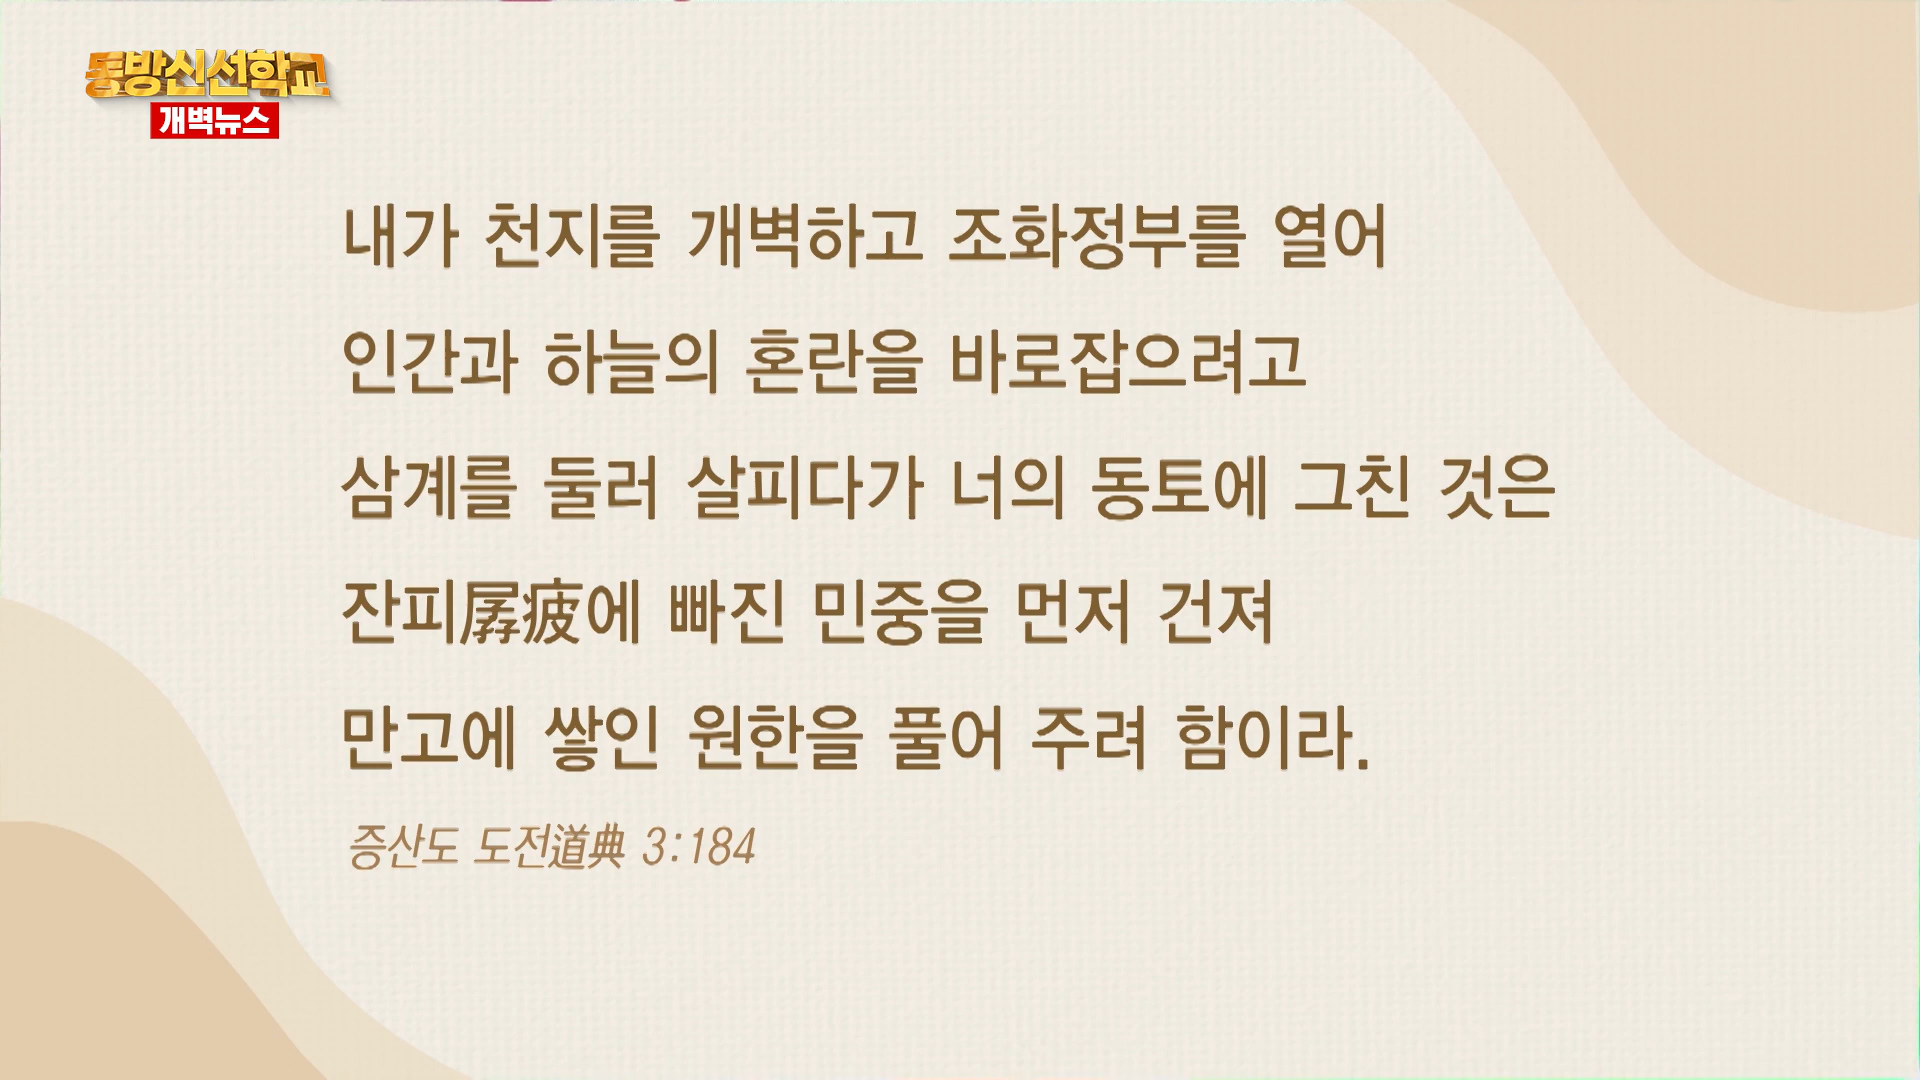 동방신선학교
개벽뉴스
내가 천지를 개벽하고 조화정부를 열어
인간과 하늘의 혼란을 바로잡으려고
삼계를 둘러 살피다가 너의 동토에 그친 것은
잔피孱疲에 빠진 민중을 먼저 건져
만고에 쌓인 원한을 풀어 주려 함이라.
증산도 도전道典 3:184